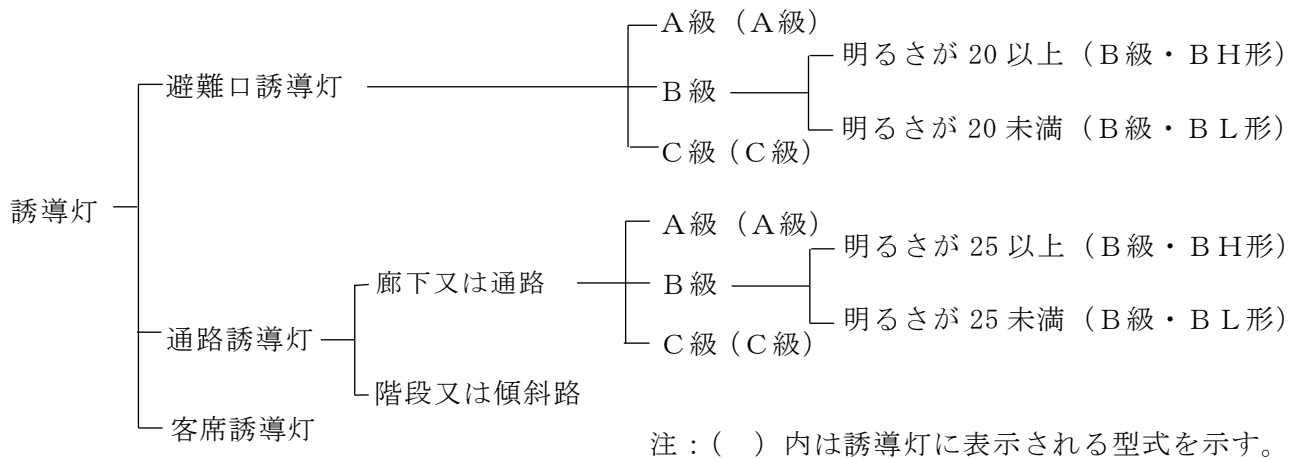 誘導灯
避難口誘導灯
A級(A級)
B級
明るさが 20 以上(B級・BH形)
明るさが 20 未満(B級・BL形)
C級(C級)
通路誘導灯
廊下又は通路
A級(A級)
B級
明るさが 25 以上(B級・BH形)
明るさが 25 未満(B級・BL形)
C級(C級)
階段又は傾斜路
客席誘導灯
注:( )内は誘導灯に表示される型式を示す。